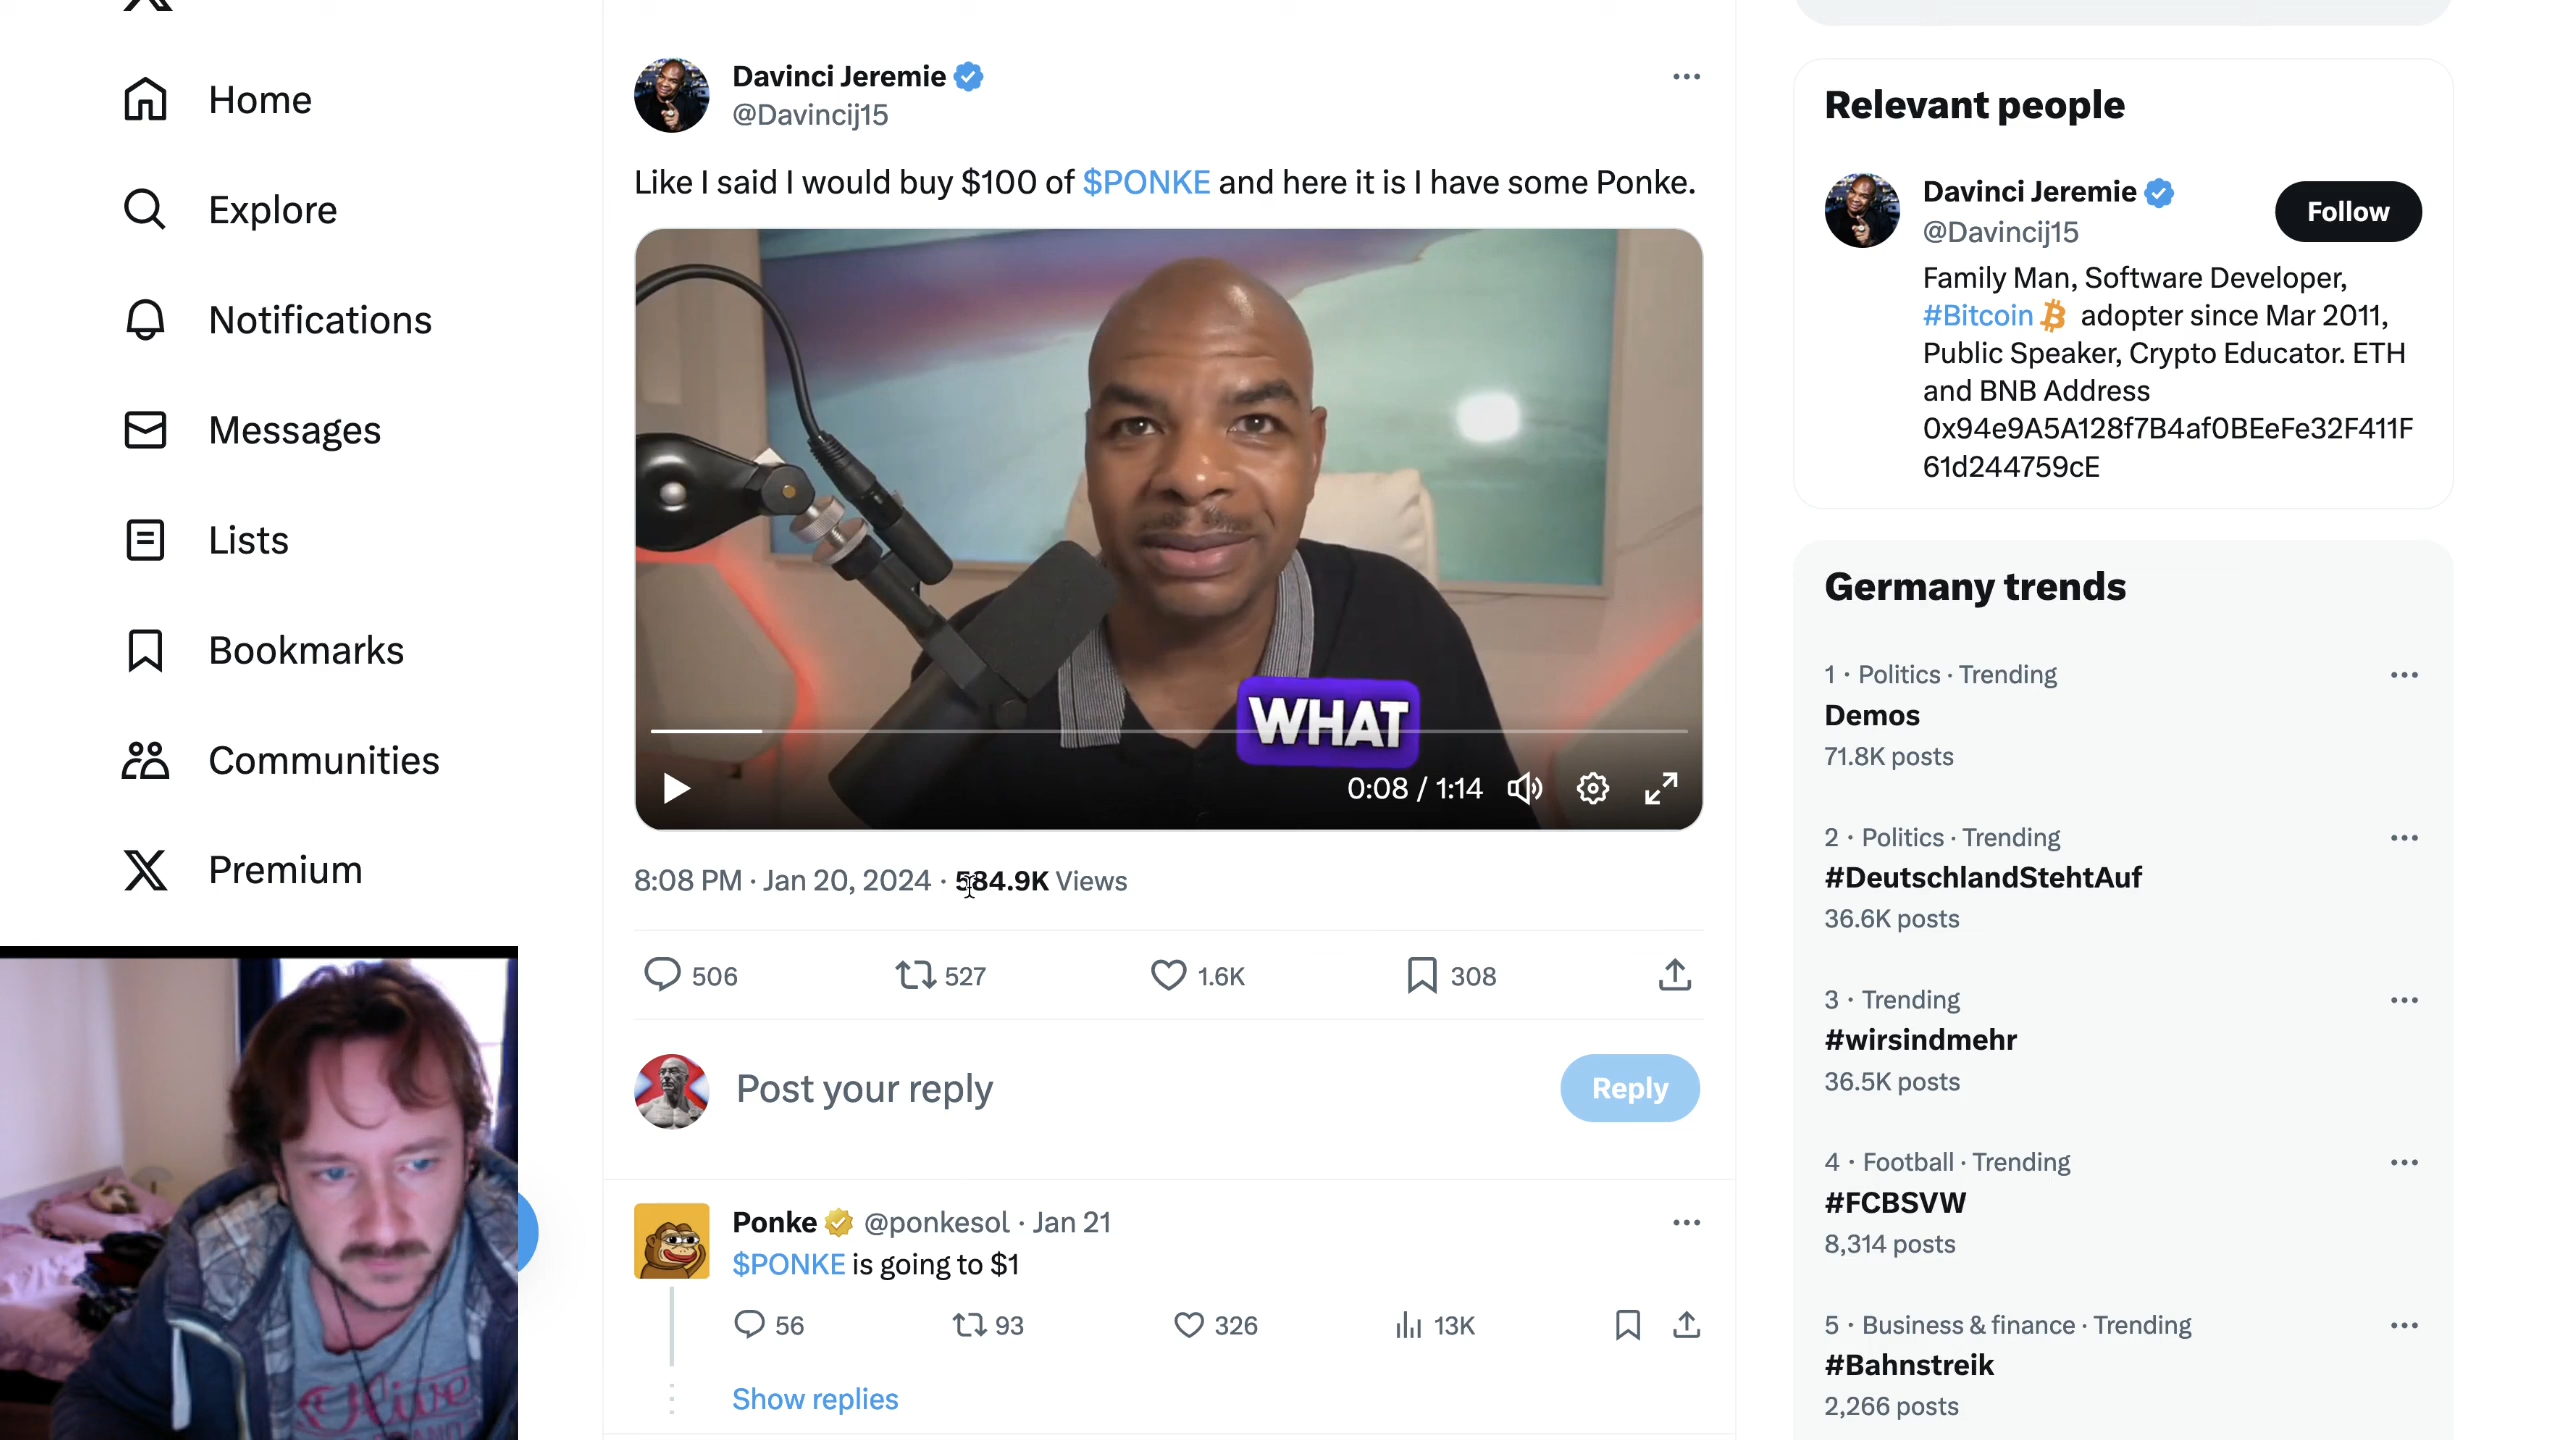 Home
Explore
Notifications
Messages
Lists
Bookmarks
Communities
Premium
Davinci Jeremie
@Davincij15
Like I said I would buy $100 of $PONKE and here it is I have some Ponke.
WHAT
0:08 / 1:14
8:08 PM · Jan 20, 2024 · 584.9K Views
506
527
1.6K
308
Post your reply
Reply
Ponke @ponkesol · Jan 21
$PONKE is going to $1
56
93
326
13K
Show replies
Relevant people
Davinci Jeremie
@Davincij15
Follow
Family Man, Software Developer,
#Bitcoin adopter since Mar 2011,
Public Speaker, Crypto Educator. ETH
and BNB Address
0x94e9A5A128f7B4af0BEeFe32F411F
61d244759cE
Germany trends
1 · Politics · Trending
Demos
71.8K posts
2 · Politics · Trending
#DeutschlandStehtAuf
36.6K posts
3 · Trending
#wirsindmehr
36.5K posts
4 · Football · Trending
#FCBSVW
8,314 posts
5 · Business & finance · Trending
#Bahnstreik
2,266 posts